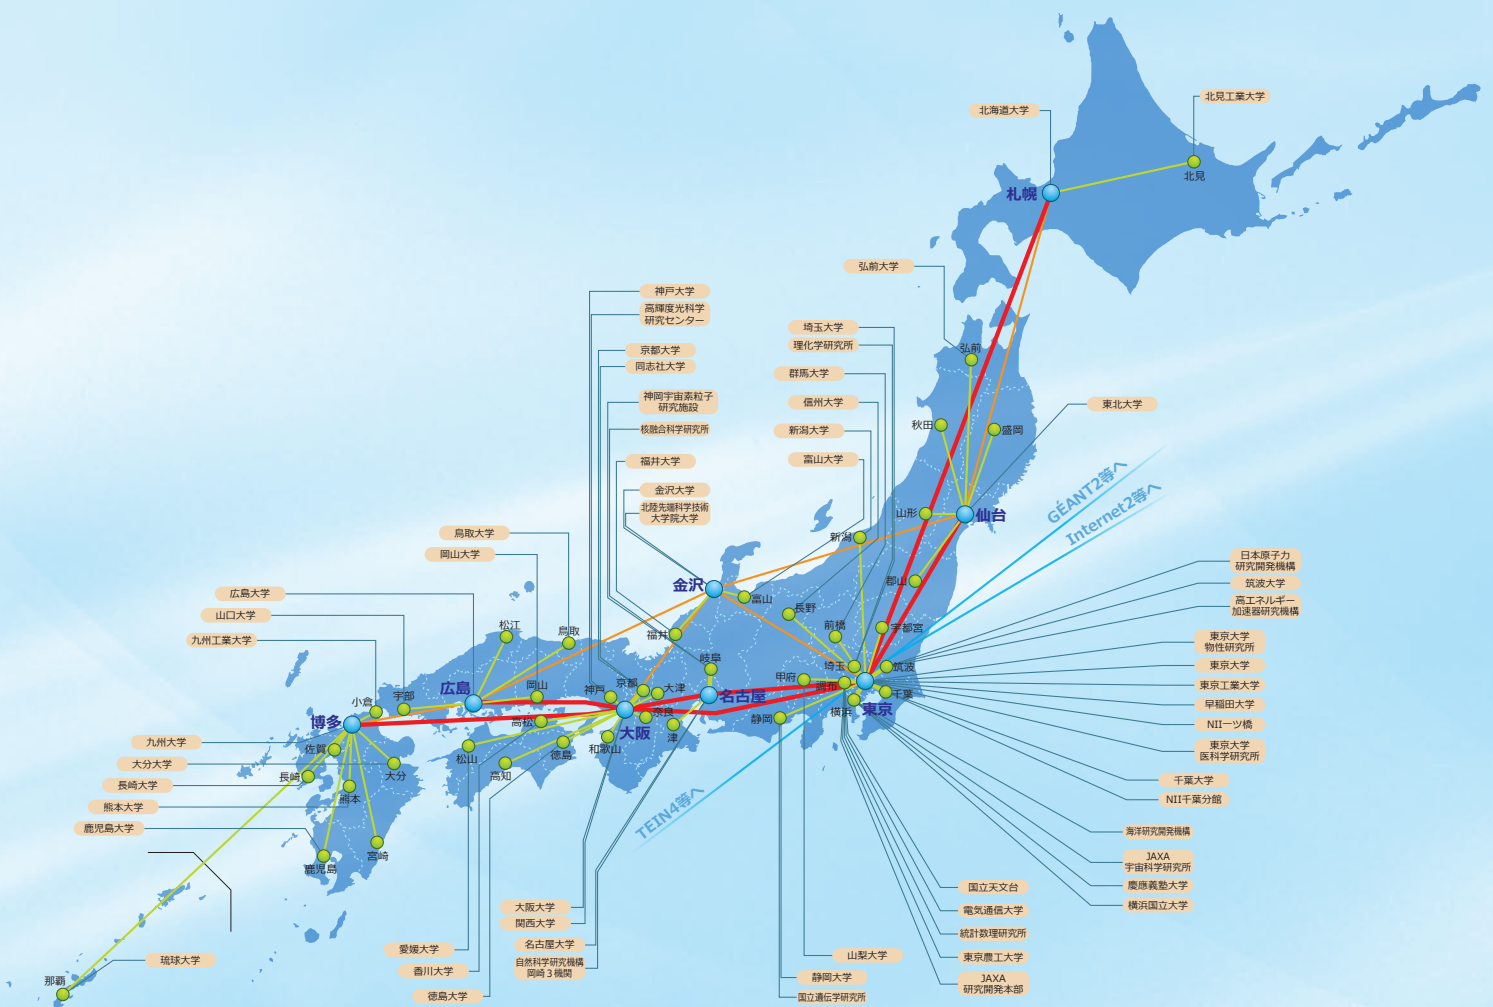 北見工業大学
北海道大学
北見
札幌
弘前大学
神戸大学
高輝度光科学
研究センター
京都大学
同志社大学
神岡宇宙素粒子
研究施設
核融合科学研究所
福井大学
金沢大学
北陸先端科学技術
大学院大学
埼玉大学
理化学研究所
群馬大学
信州大学
新潟大学
富山大学
弘前
秋田
盛岡
東北大学
山形
仙台
新潟
郡山
GÉANT2等へ
Internet2等へ
鳥取大学
岡山大学
広島大学
山口大学
九州工業大学
金沢
富山
長野
前橋
宇都宮
福井
松江
鳥取
岐阜
埼玉
筑波
甲府
調布
千葉
横浜
東京
静岡
名古屋
大津
京都
奈良
津
神戸
大阪
和歌山
岡山
高松
徳島
高知
松山
広島
宇部
小倉
博多
佐賀
長崎
大分
熊本
宮崎
鹿児島
那覇
TEIN4等へ
日本原子力
研究開発機構
筑波大学
高エネルギー
加速器研究機構
東京大学
物性研究所
東京大学
東京工業大学
早稲田大学
NII一ツ橋
東京大学
医科学研究所
千葉大学
NII千葉分館
海洋研究開発機構
JAXA
宇宙科学研究所
慶應義塾大学
横浜国立大学
九州大学
大分大学
長崎大学
熊本大学
鹿児島大学
琉球大学
大阪大学
関西大学
名古屋大学
自然科学研究機構
岡崎3機関
愛媛大学
香川大学
徳島大学
山梨大学
静岡大学
国立遺伝学研究所
国立天文台
電気通信大学
統計数理研究所
東京農工大学
JAXA
研究開発本部